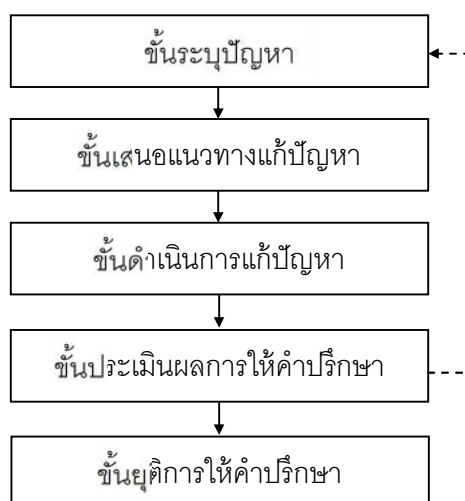 ขั้นระบุปัญหา
ขั้นเสนอแนวทางแก้ปัญหา
ขั้นดำเนินการแก้ปัญหา
ขั้นประเมินผลการให้คำปรึกษา
ขั้นยุติการให้คำปรึกษา